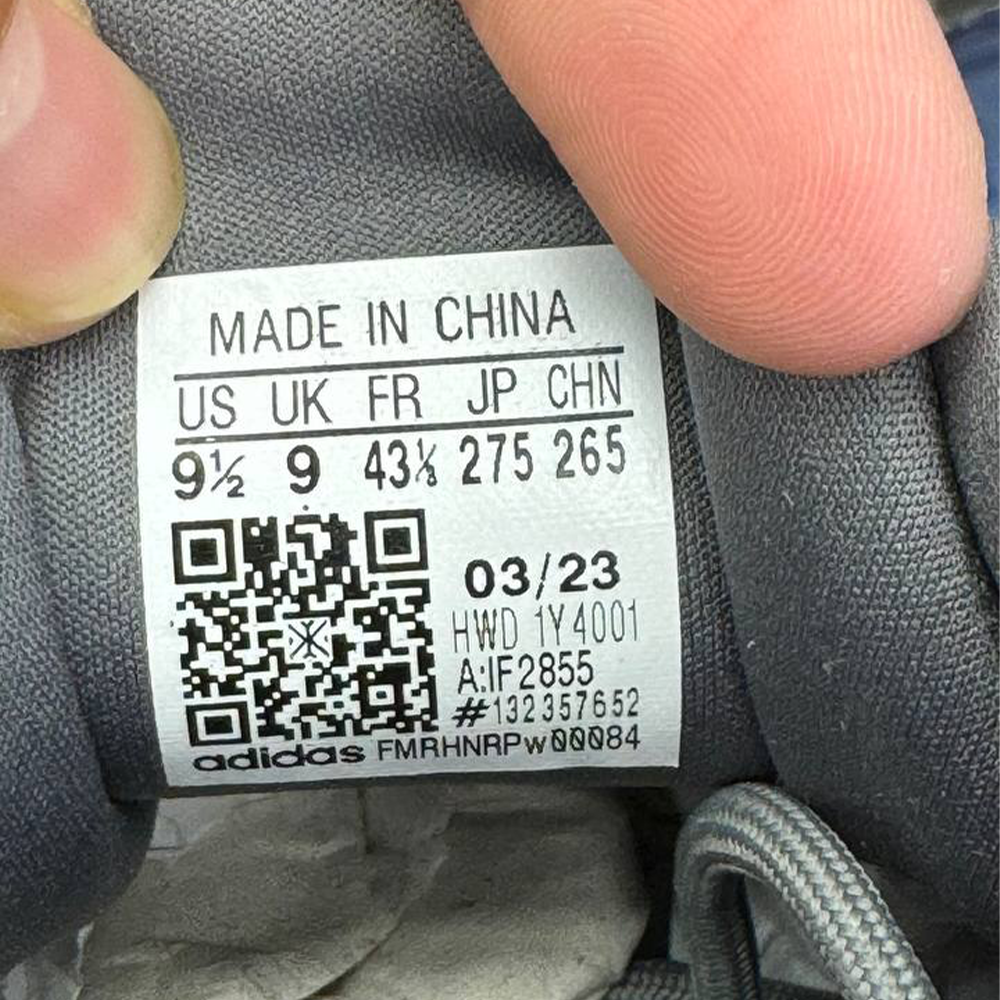 MADE IN CHINA
US UK FR JP CHN
9½ 9 43⅓ 275 265
03/23
HWD 1Y4001
A:IF2855
#132357652
adidas FMRHNRPw00084